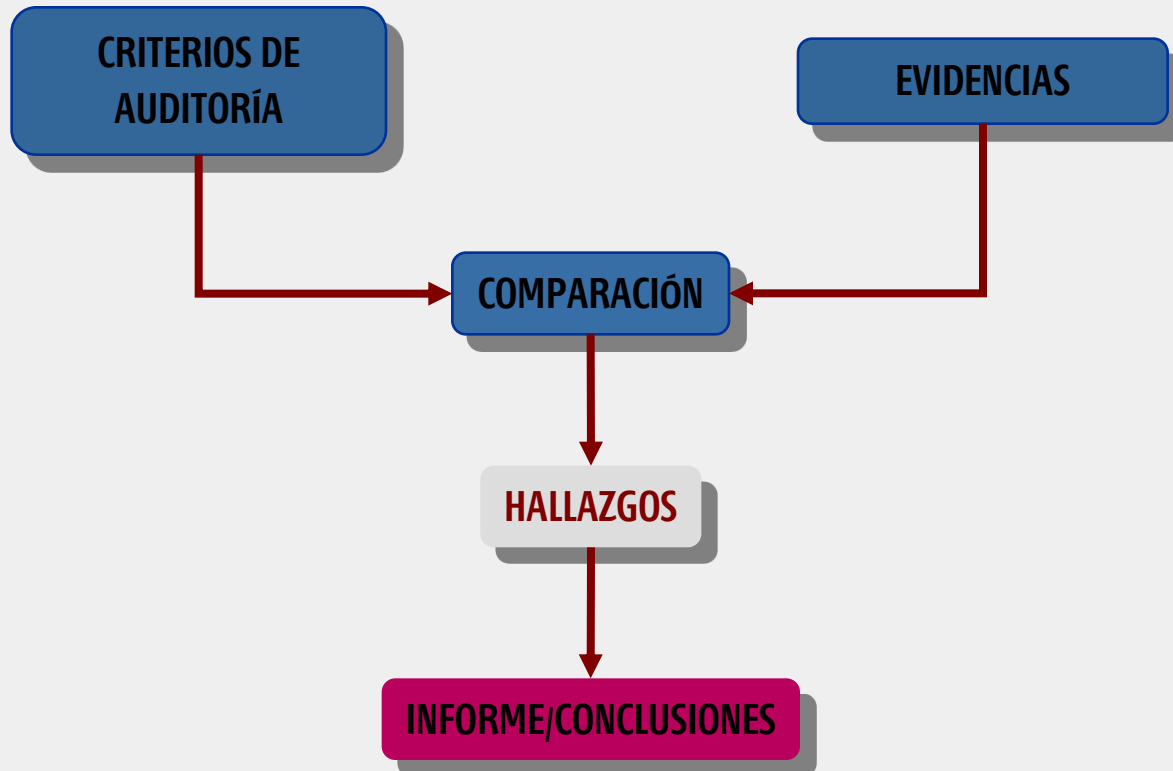 CRITERIOS DE
AUDITORÍA
EVIDENCIAS
COMPARACIÓN
HALLAZGOS
INFORME/CONCLUSIONES